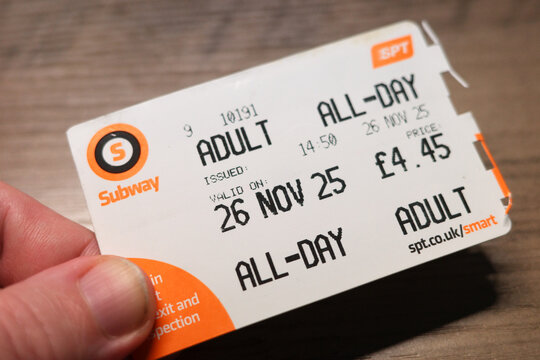 SPT
9 10191
ADULT ALL-DAY
ISSUED: 14:50 26 NOV 25
VALID ON: PRICE:
26 NOV 25 £4.45
ALL-DAY ADULT
spt.co.uk/smart
S
Subway
in
exit and